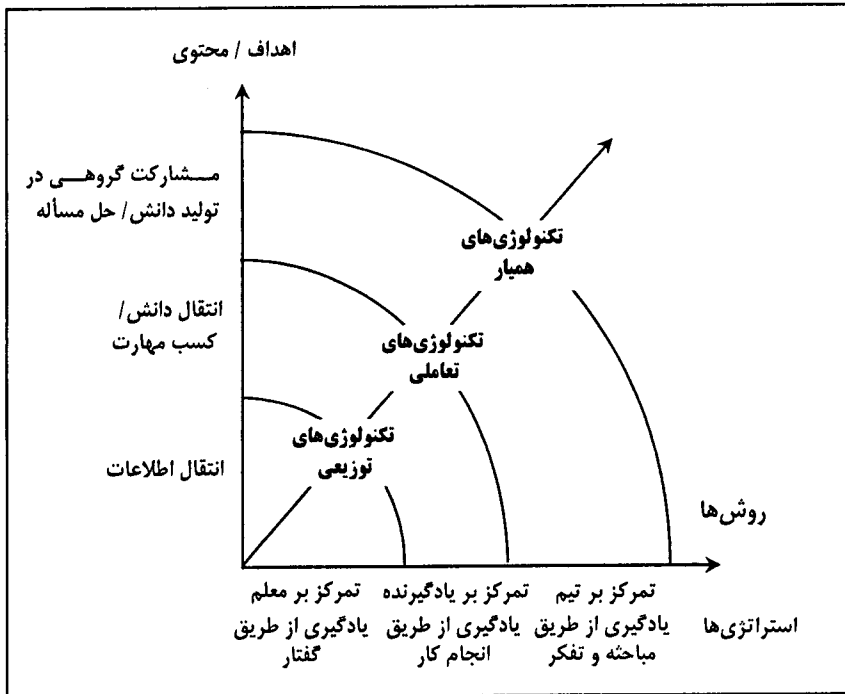 اهداف / محتوی
مــشارکت گروهــی در
تولید دانش/ حل مسأله
تکنولوژی‌های
همیار
انتقال دانش/
کسب مهارت
تکنولوژی‌های
تعاملی
تکنولوژی‌های
توزیعی
انتقال اطلاعات
روش‌ها
تمرکز بر معلم
تمرکز بر یادگیرنده
تمرکز بر تیم
استراتژی‌ها
یادگیری از طریق
گفتار
یادگیری از طریق
انجام کار
یادگیری از طریق
مباحثه و تفکر